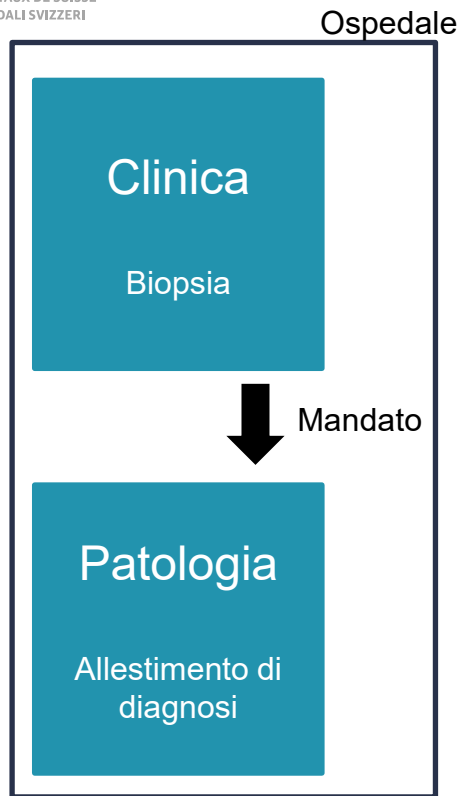 DALI SVIZZERI
Ospedale
Clinica
Biopsia
Mandato
Patologia
Allestimento di
diagnosi